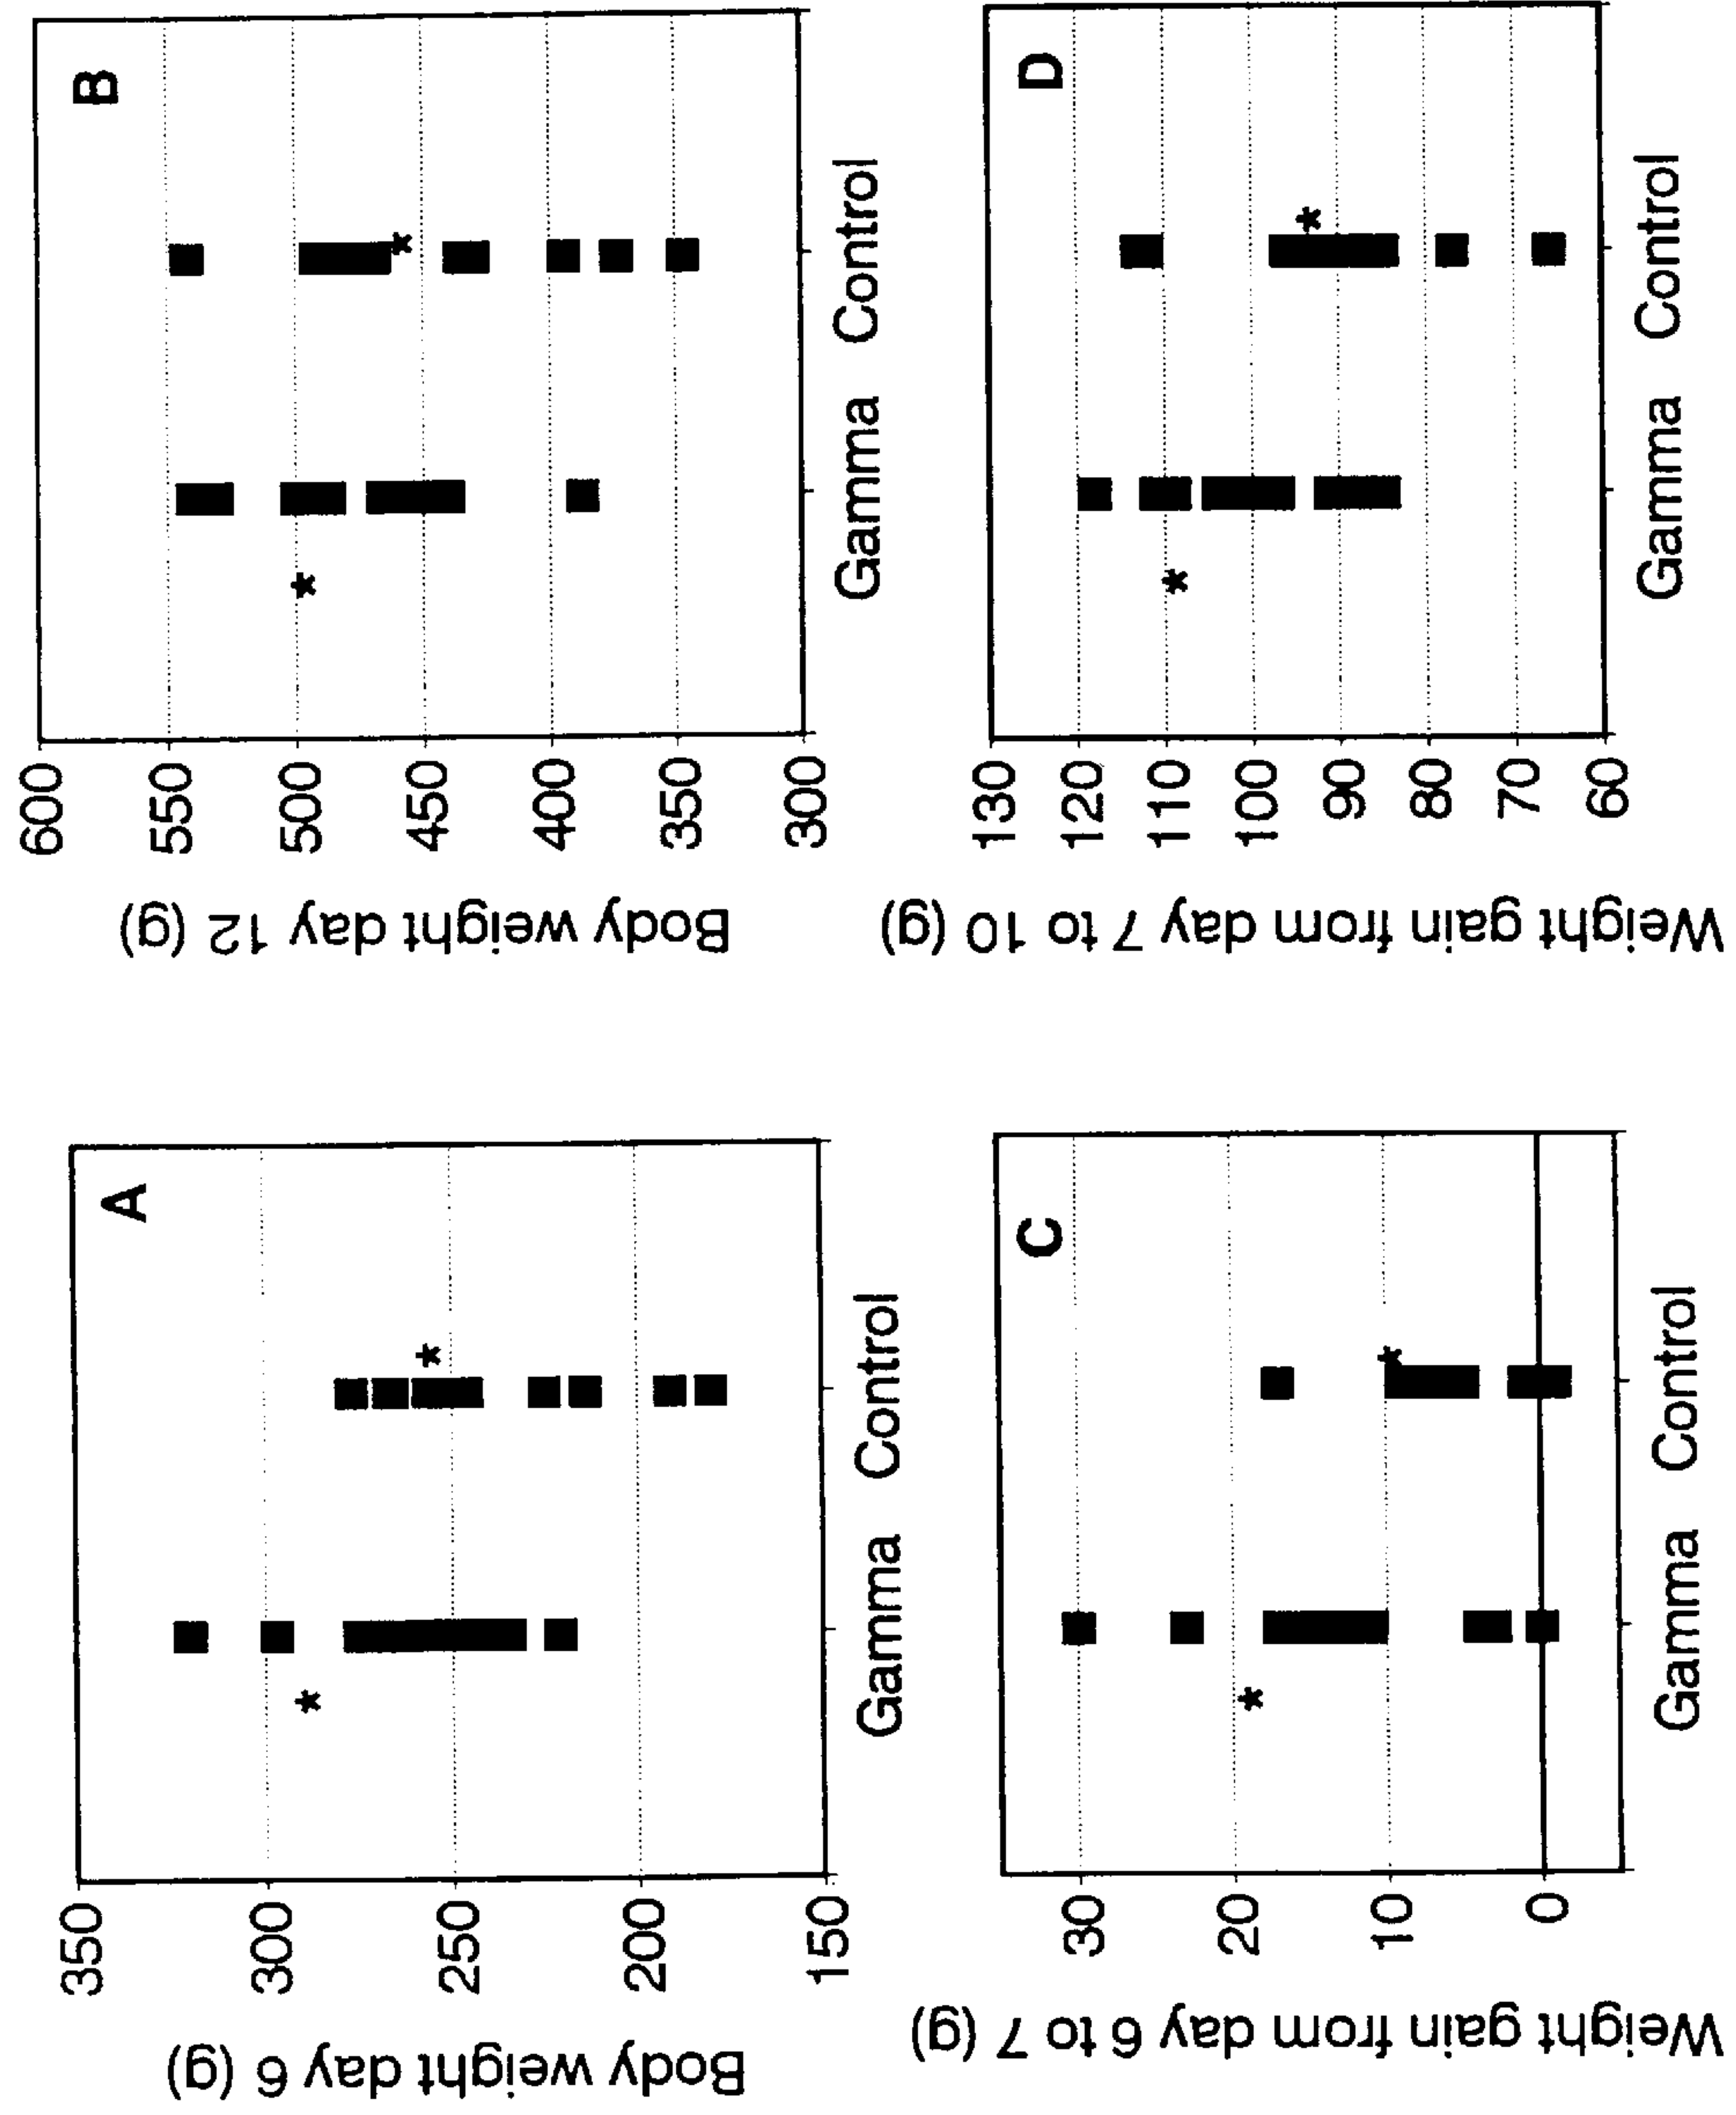 A
Body weight day 6 (g)
350
300
250
200
150
*
*
Gamma Control
B
Body weight day 12 (g)
600
550
500
450
400
350
300
*
*
Gamma Control
C
Weight gain from day 6 to 7 (g)
30
20
10
0
*
*
Gamma Control
D
Weight gain from day 7 to 10 (g)
130
120
110
100
90
80
70
60
*
*
Gamma Control